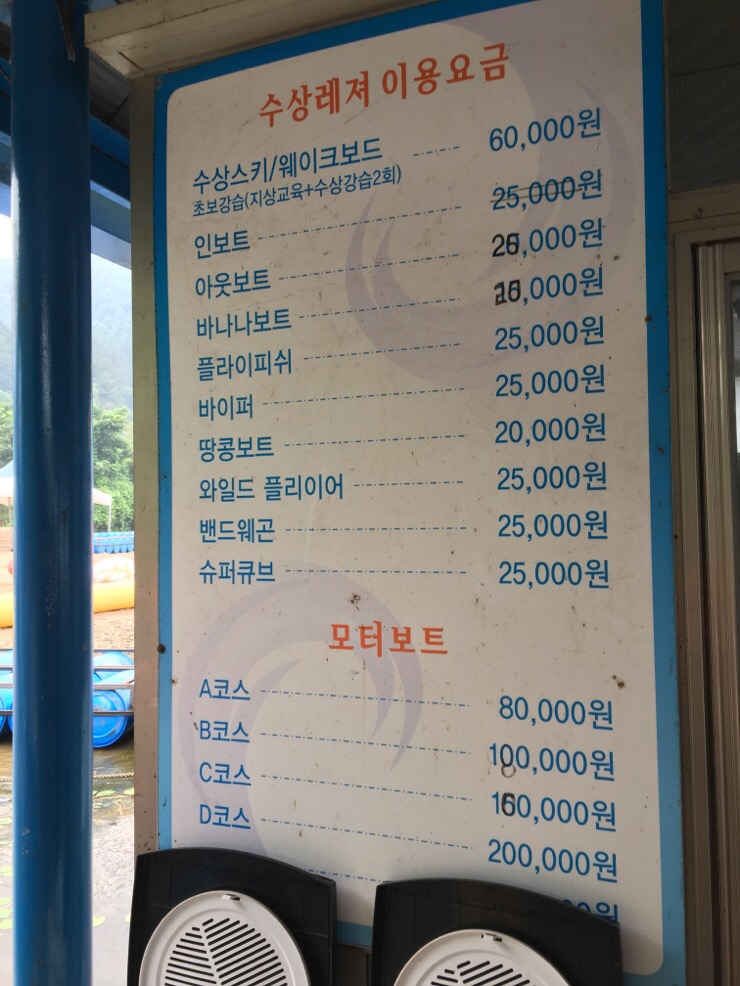 수상레져 이용요금
수상스키/웨이크보드 60,000원
초보강습(지상교육+수상강습2회)
인보트 25,000원
아웃보트
바나나보트
플라이피쉬 25,000원
바이퍼 25,000원
땅콩보트 20,000원
와일드 플리이어 25,000원
밴드웨곤 25,000원
슈퍼큐브 25,000원
모터보트
A코스 80,000원
B코스 100,000원
C코스
D코스 200,000원